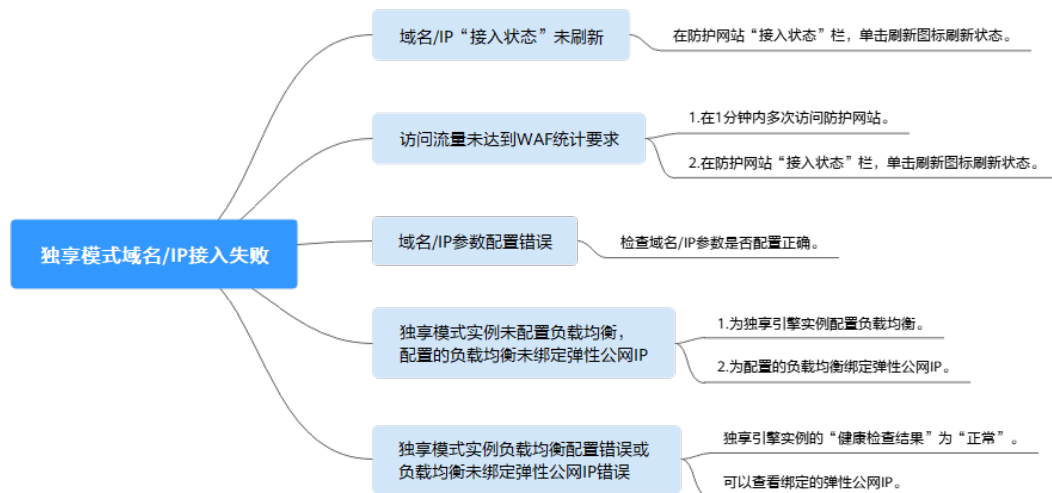 独享模式域名/IP接入失败
域名/IP“接入状态”未刷新
在防护网站“接入状态”栏，单击刷新图标刷新状态。
访问流量未达到WAF统计要求
1.在1分钟内多次访问防护网站。
2.在防护网站“接入状态”栏，单击刷新图标刷新状态。
域名/IP参数配置错误
检查域名/IP参数是否配置正确。
独享模式实例未配置负载均衡，
配置的负载均衡未绑定弹性公网IP
1.为独享引擎实例配置负载均衡。
2.为配置的负载均衡绑定弹性公网IP。
独享模式实例负载均衡配置错误或
负载均衡未绑定弹性公网IP错误
独享引擎实例的“健康检查结果”为“正常”。
可以查看绑定的弹性公网IP。